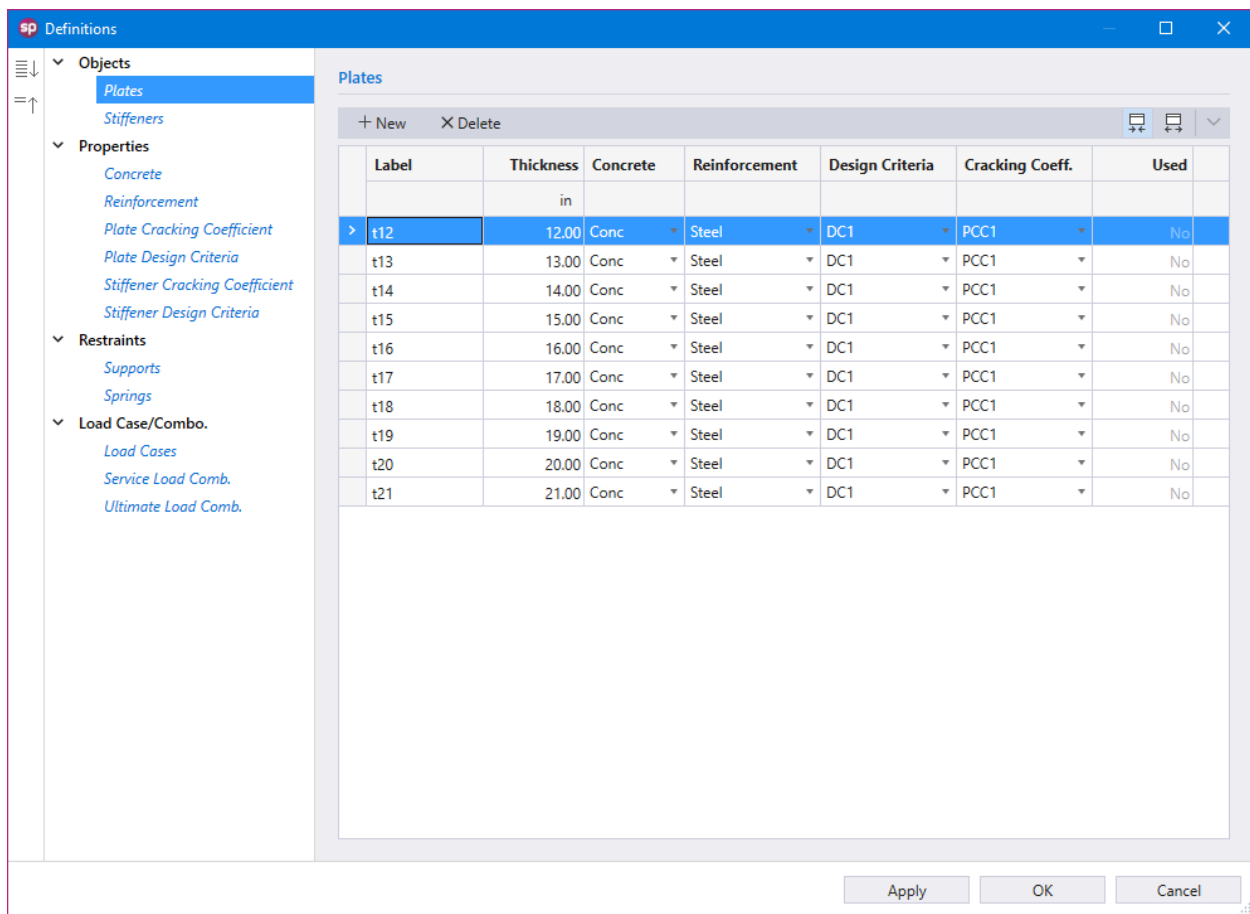 sp Definitions
Objects
Plates
Stiffeners
Properties
Concrete
Reinforcement
Plate Cracking Coefficient
Plate Design Criteria
Stiffener Cracking Coefficient
Stiffener Design Criteria
Restraints
Supports
Springs
Load Case/Combo.
Load Cases
Service Load Comb.
Ultimate Load Comb.
Plates
New Delete
Label Thickness Concrete Reinforcement Design Criteria Cracking Coeff. Used
in
t12 12.00 Conc Steel DC1 PCC1 No
t13 13.00 Conc Steel DC1 PCC1 No
t14 14.00 Conc Steel DC1 PCC1 No
t15 15.00 Conc Steel DC1 PCC1 No
t16 16.00 Conc Steel DC1 PCC1 No
t17 17.00 Conc Steel DC1 PCC1 No
t18 18.00 Conc Steel DC1 PCC1 No
t19 19.00 Conc Steel DC1 PCC1 No
t20 20.00 Conc Steel DC1 PCC1 No
t21 21.00 Conc Steel DC1 PCC1 No
Apply OK Cancel